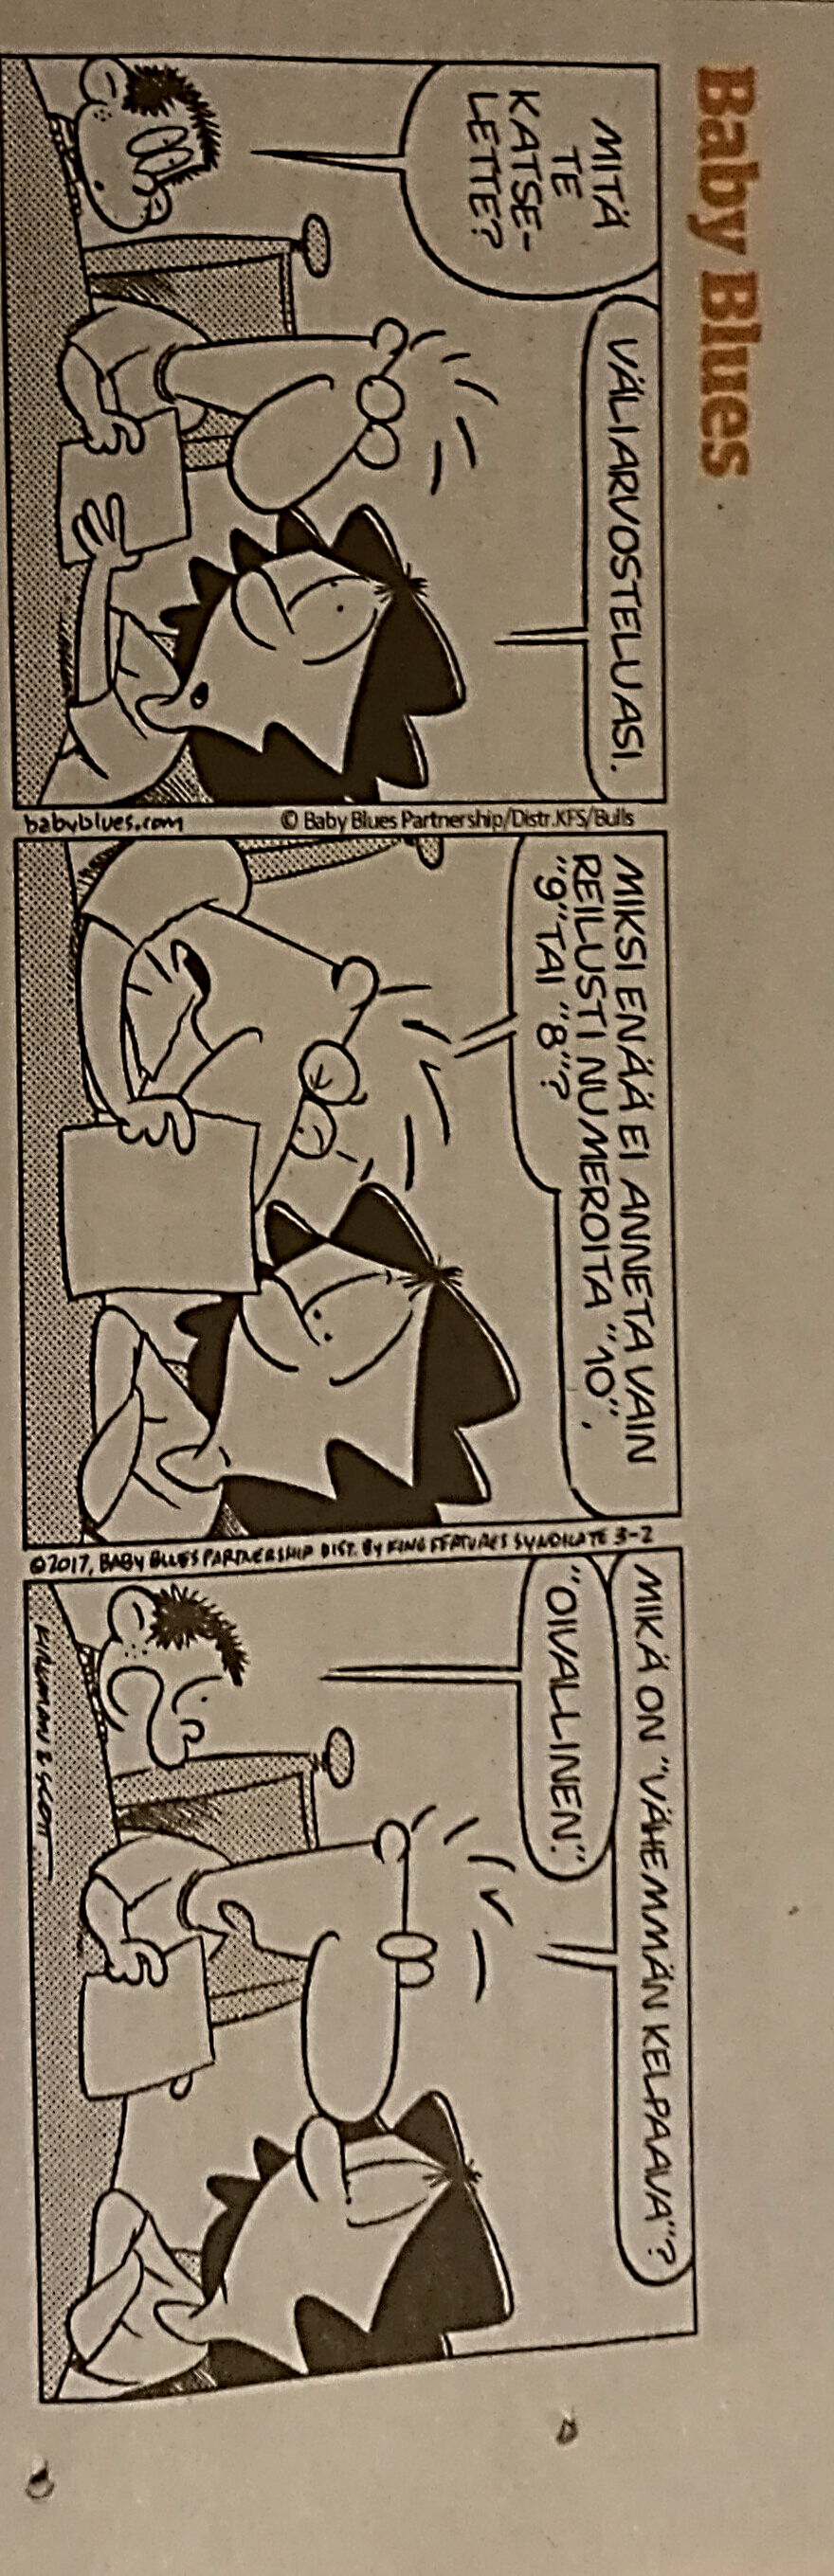 Baby Blues
MITÄ
TE
KATSE-
LETTE?
VÄLIARVOSTELUASI.
babyblues.com
© Baby Blues Partnership/Distr.KFS/Bulls
MIKSI ENÄÄ EI ANNETA VAIN
REILUSTI NUMEROITA "10",
"9" TAI "8"?
©2017, BABY BLUES PARTNERSHIP DIST. BY KING FEATURES SYNDICATE 3-2
MIKÄ ON "VÄHEMMÄN KELPAAVA"?
"OIVALLINEN."
KIRKMAN & SCOTT